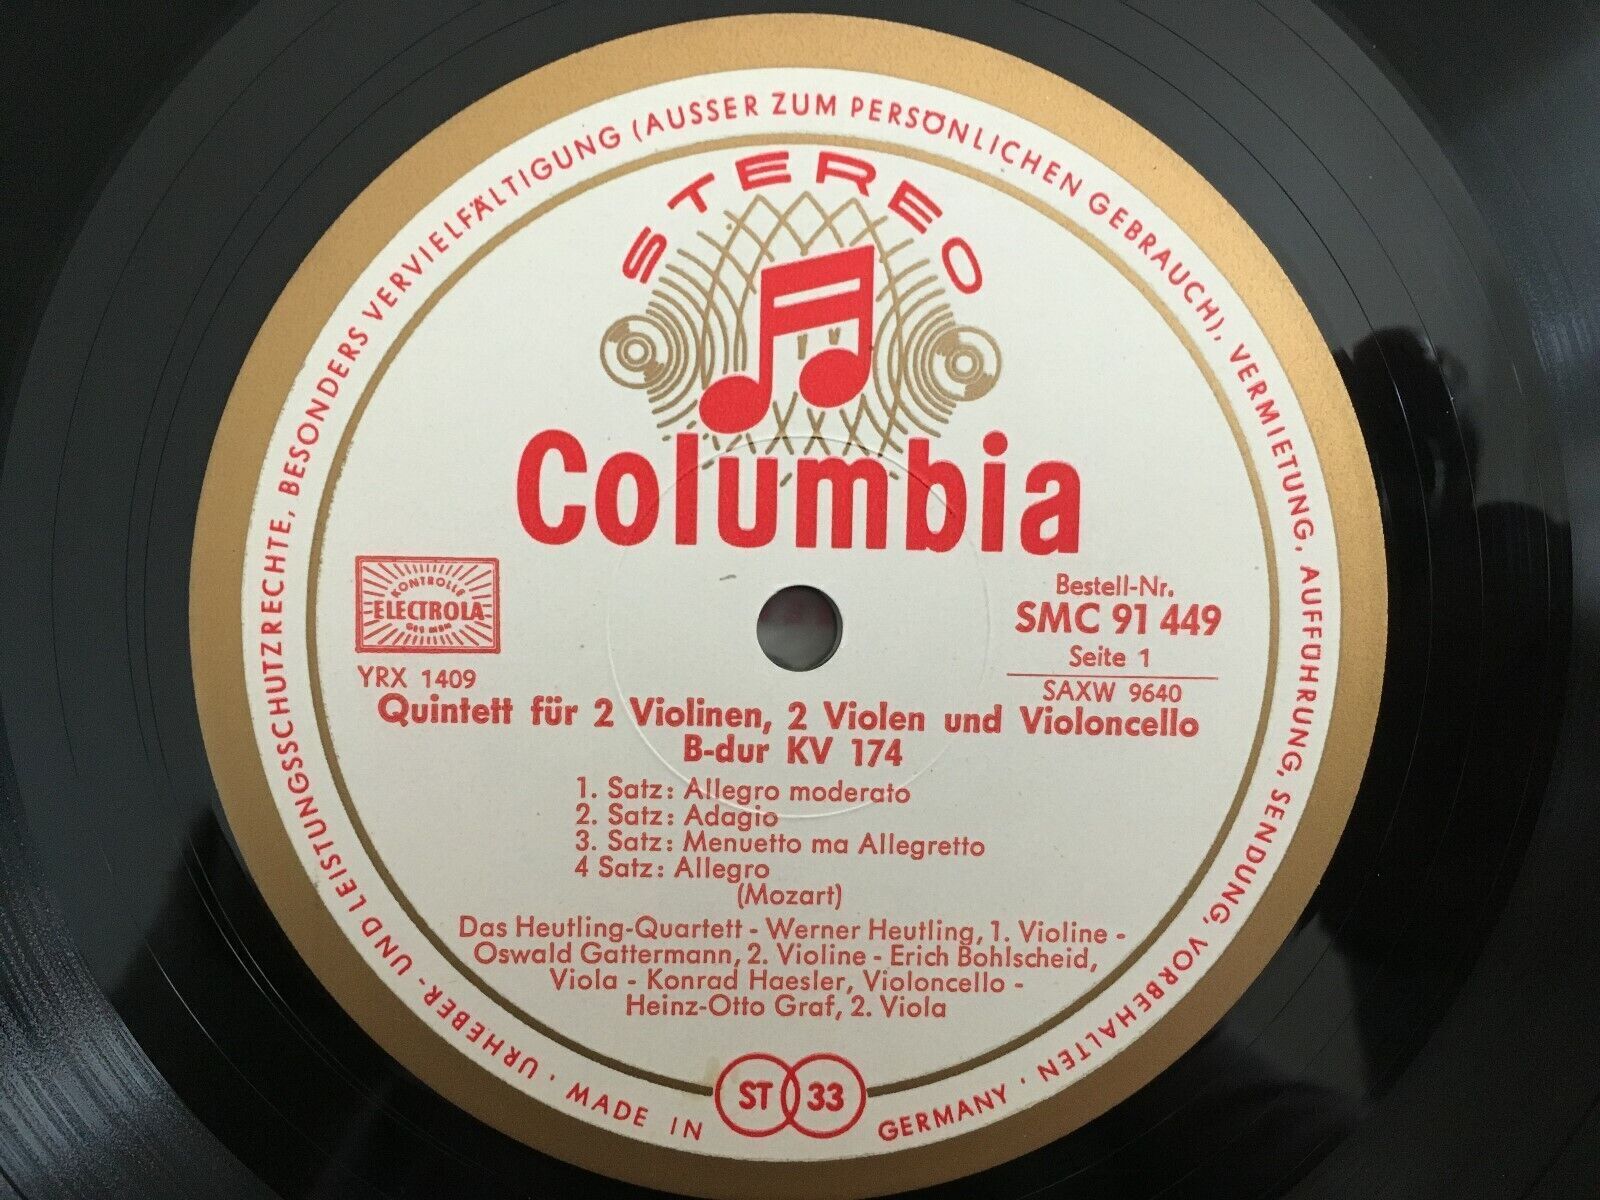 URHEBER- UND LEISTUNGSSCHUTZRECHTE, BESONDERS VERVIELFÄLTIGUNG (AUSSER ZUM PERSÖNLICHEN GEBRAUCH), VERMIETUNG, AUFFÜHRUNG, SENDUNG, VORBEHALTEN ·
STEREO
Columbia
KONTROLLE
ELECTROLA
YRX 1409
Bestell-Nr.
SMC 91 449
Seite 1
SAXW 9640
Quintett für 2 Violinen, 2 Violen und Violoncello
B-dur KV 174
1. Satz: Allegro moderato
2. Satz: Adagio
3. Satz: Menuetto ma Allegretto
4 Satz: Allegro
(Mozart)
Das Heutling-Quartett - Werner Heutling, 1. Violine -
Oswald Gattermann, 2. Violine - Erich Bohlscheid,
Viola - Konrad Haesler, Violoncello -
Heinz-Otto Graf, 2. Viola
ST 33
· MADE IN GERMANY ·